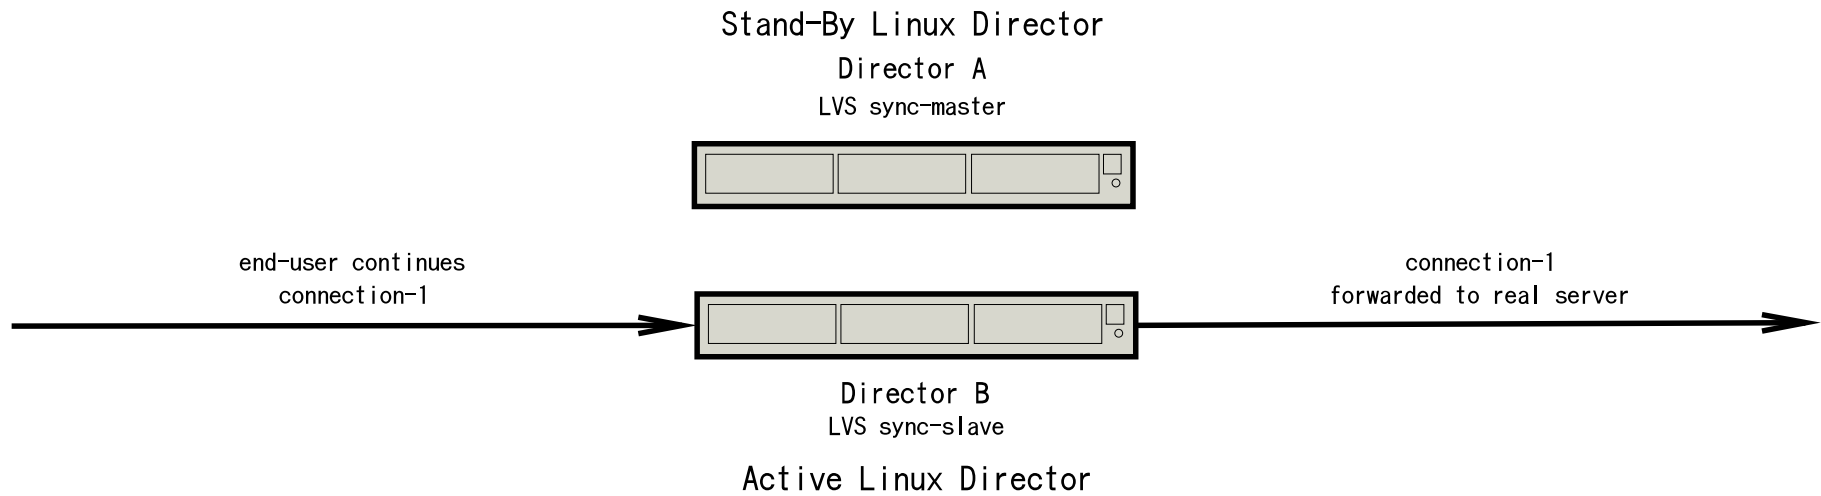 Stand-By Linux Director
Director A
LVS sync-master
end-user continues
connection-1
connection-1
forwarded to real server
Director B
LVS sync-slave
Active Linux Director